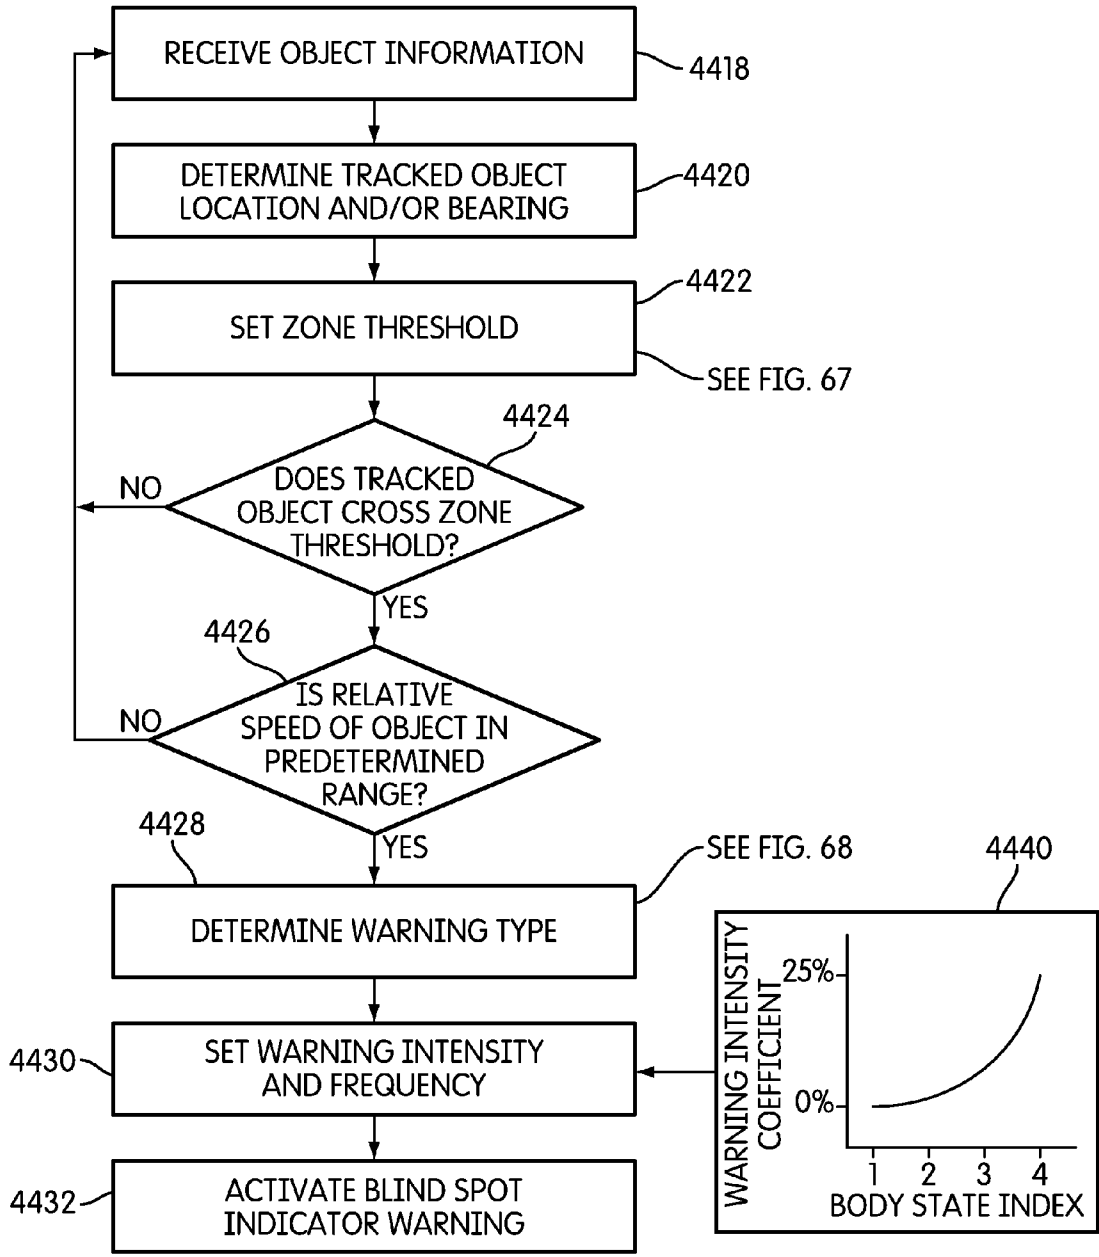 RECEIVE OBJECT INFORMATION
4418
DETERMINE TRACKED OBJECT
LOCATION AND/OR BEARING
4420
4422
SET ZONE THRESHOLD
SEE FIG. 67
4424
DOES TRACKED
OBJECT CROSS ZONE
THRESHOLD?
NO
YES
4426
IS RELATIVE
SPEED OF OBJECT IN
PREDETERMINED
RANGE?
NO
YES
4428
SEE FIG. 68
DETERMINE WARNING TYPE
4430
SET WARNING INTENSITY
AND FREQUENCY
4432
ACTIVATE BLIND SPOT
INDICATOR WARNING
4440
WARNING INTENSITY
COEFFICIENT
25%
0%
1 2 3 4
BODY STATE INDEX